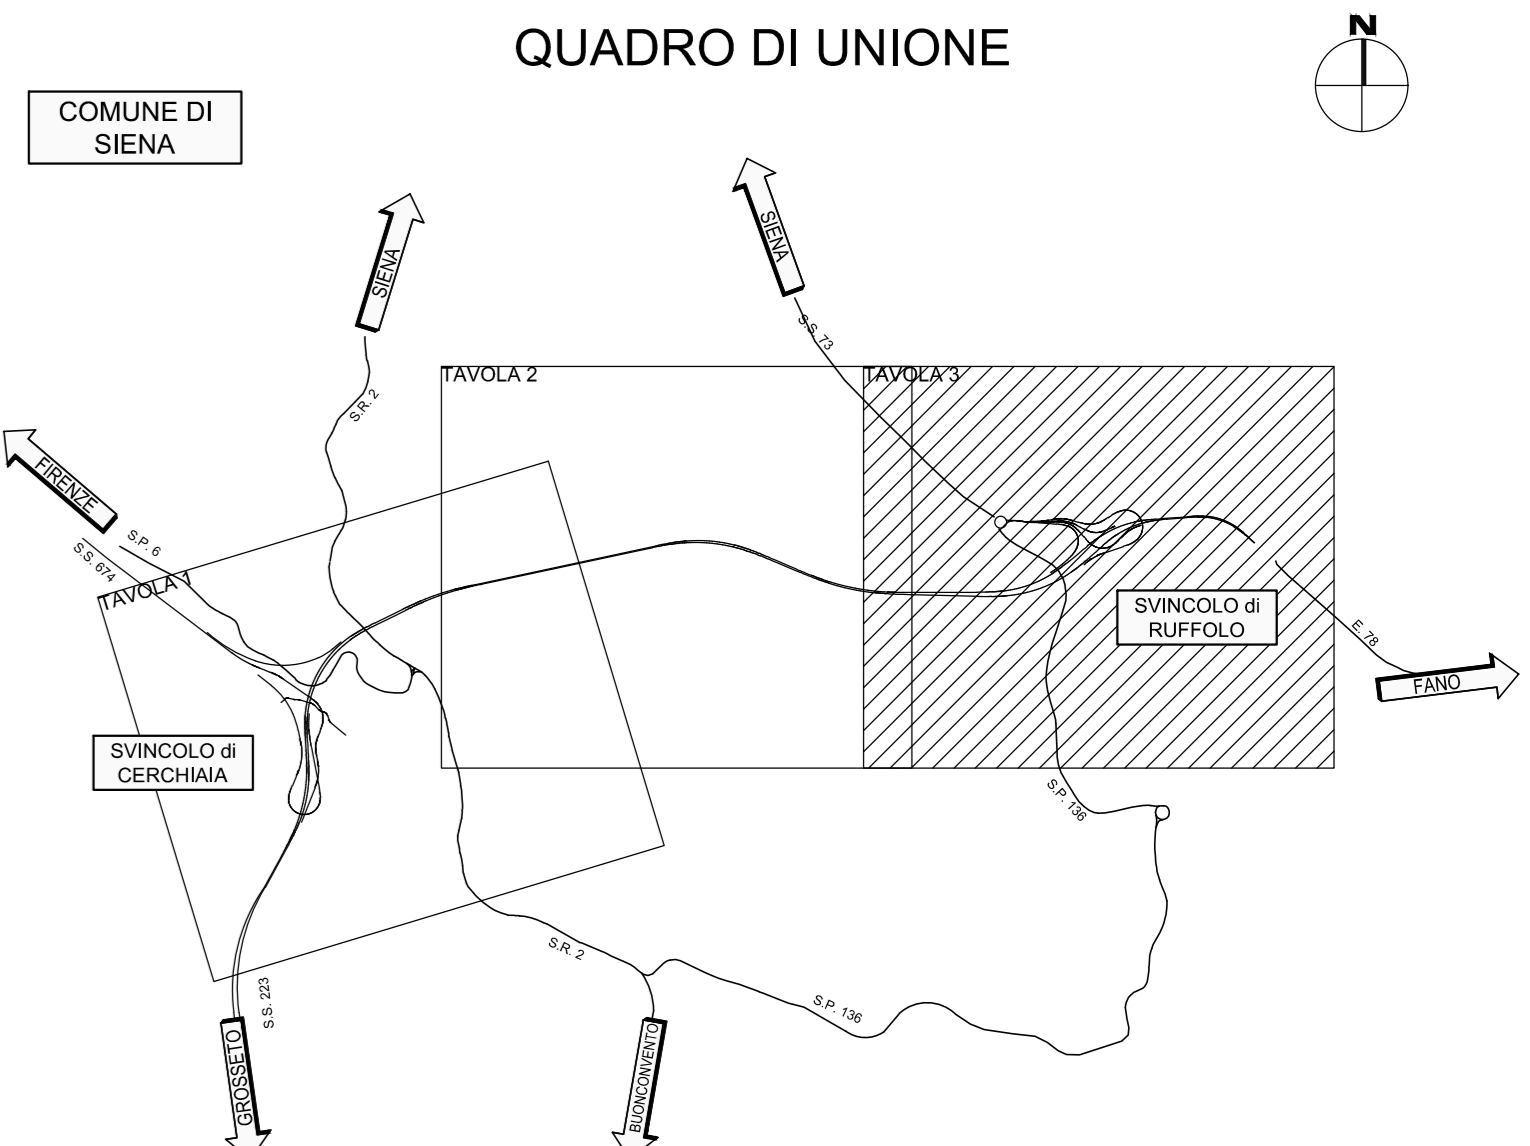 QUADRO DI UNIONE
N
COMUNE DI
SIENA
SIENA
SIENA
S.S. 73
TAVOLA 2
TAVOLA 3
S.R. 2
FIRENZE
S.P. 6
S.S. 674
TAVOLA 1
SVINCOLO di
RUFFOLO
E. 78
FANO
SVINCOLO di
CERCHIAIA
S.P. 136
S.R. 2
S.S. 223
S.P. 136
GROSSETO
BUONCONVENTO